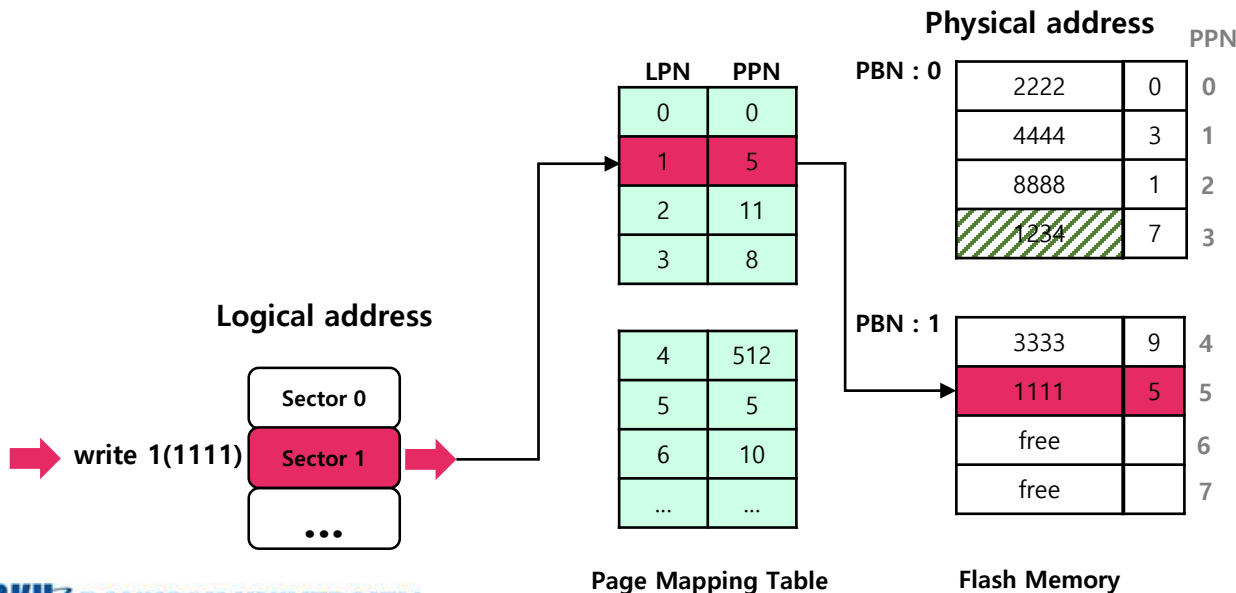 Physical address
PPN
LPN PPN
PBN : 0
2222 0 0
0 0
4444 3 1
1 5
8888 1 2
2 11
1234 7 3
3 8
Logical address
PBN : 1
3333 9 4
4 512
Sector 0
1111 5 5
5 5
write 1(1111) Sector 1
free 6
6 10
free 7
... ...
...
Page Mapping Table
Flash Memory